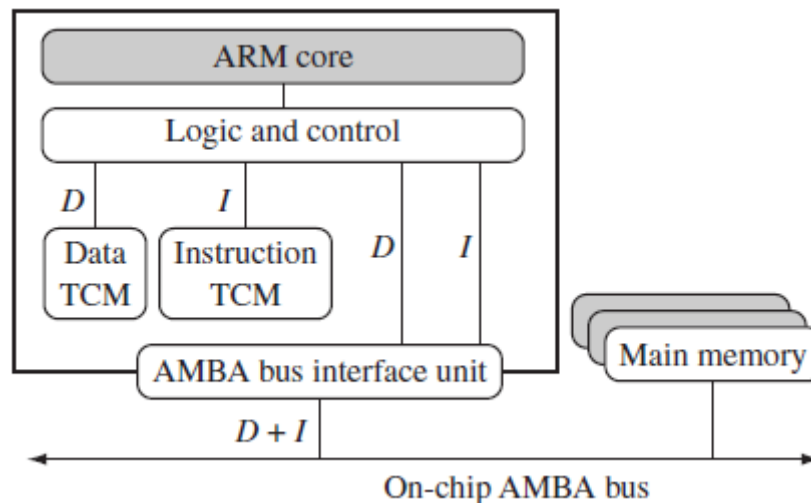 ARM core
Logic and control
D
I
D
I
Data
TCM
Instruction
TCM
Main memory
AMBA bus interface unit
D + I
On-chip AMBA bus